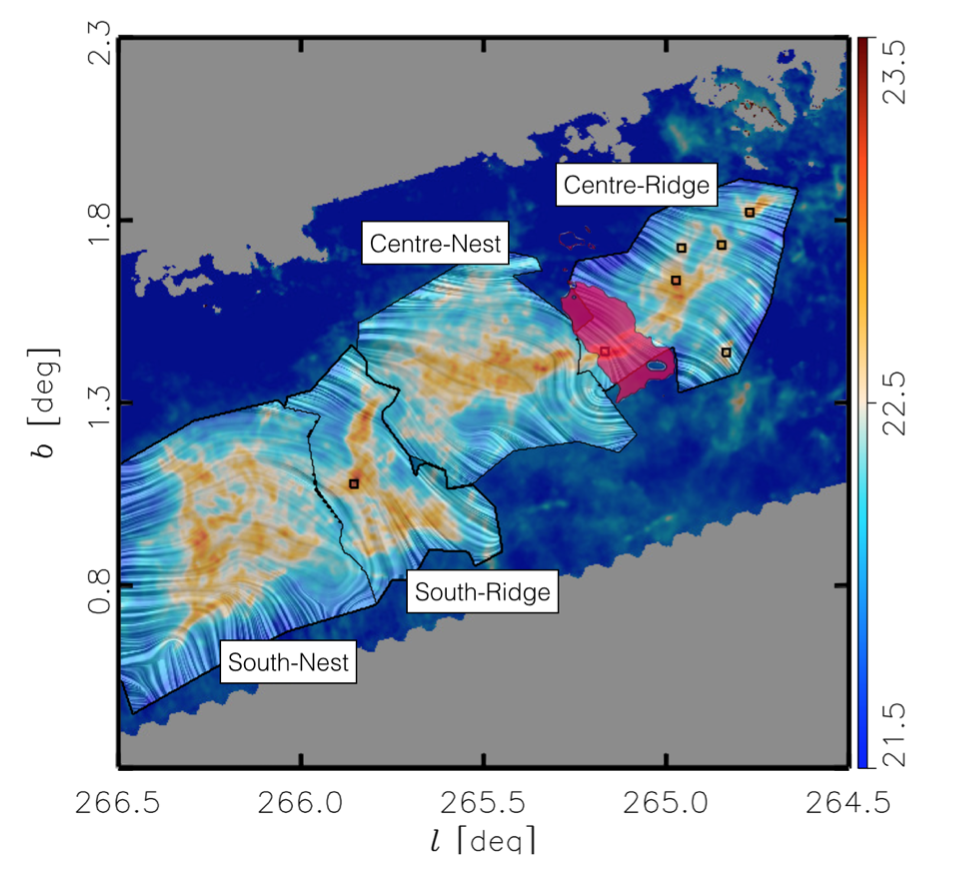 2.3
23.5
Centre-Ridge
1.8
Centre-Nest
b [deg]
1.3
22.5
0.8
South-Ridge
South-Nest
21.5
266.5 266.0 265.5 265.0 264.5
l [deg]